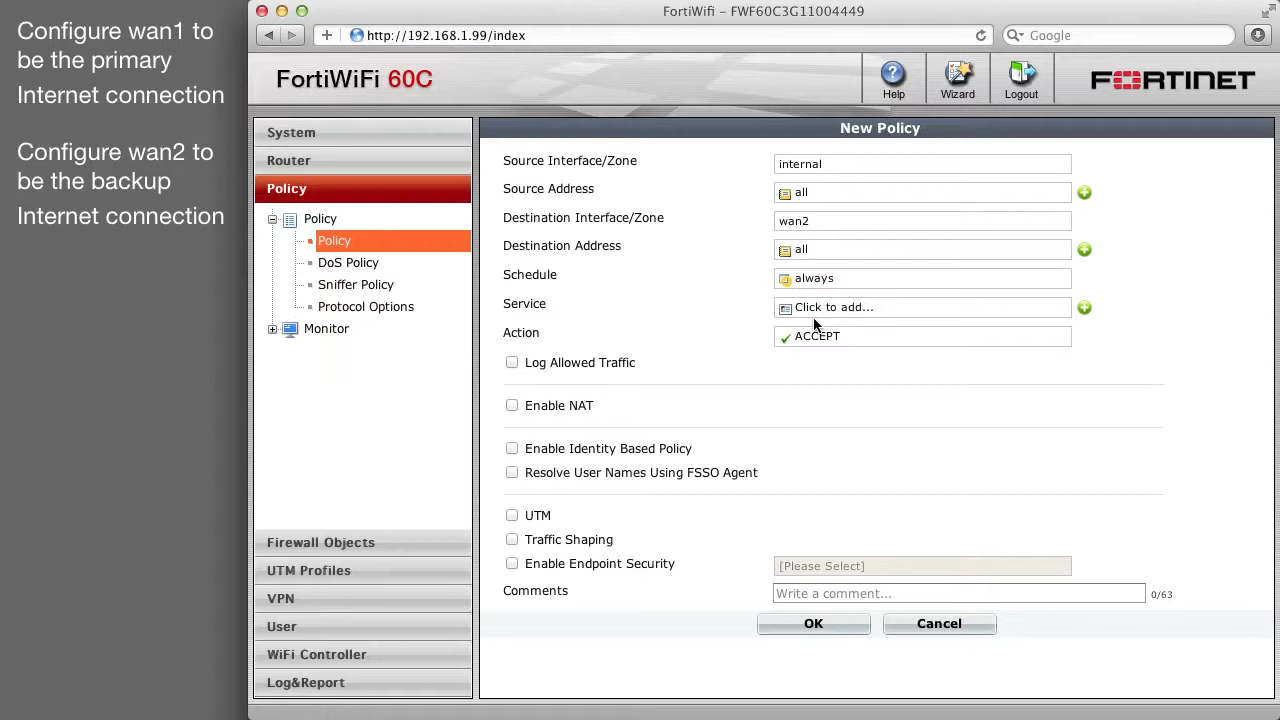 Configure wan1 to
be the primary
Internet connection
Configure wan2 to
be the backup
Internet connection
FortiWifi – FWF60C3G11004449
http://192.168.1.99/index
Google
FortiWiFi 60C
Help
Wizard
Logout
FORTINET
System
Router
Policy
Policy
Policy
DoS Policy
Sniffer Policy
Protocol Options
Monitor
Firewall Objects
UTM Profiles
VPN
User
WiFi Controller
Log&Report
New Policy
Source Interface/Zone internal
Source Address all
Destination Interface/Zone wan2
Destination Address all
Schedule always
Service Click to add...
Action ACCEPT
Log Allowed Traffic
Enable NAT
Enable Identity Based Policy
Resolve User Names Using FSSO Agent
UTM
Traffic Shaping
Enable Endpoint Security [Please Select]
Comments Write a comment... 0/63
OK Cancel